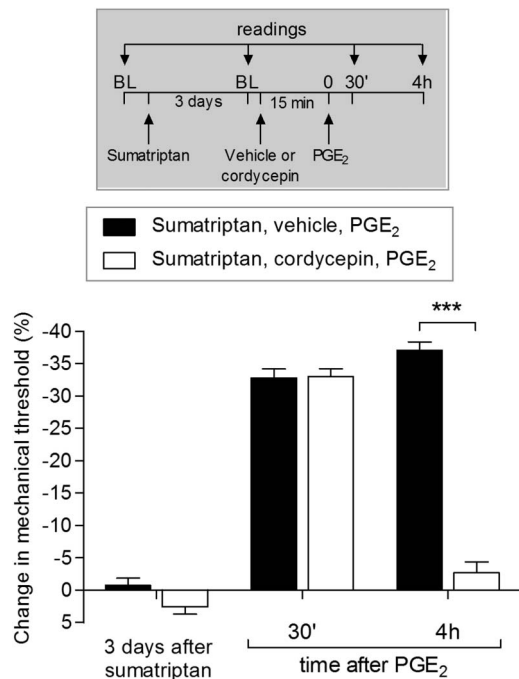 readings
BL BL 0 30' 4h
3 days 15 min
Sumatriptan Vehicle or cordycepin PGE₂
Sumatriptan, vehicle, PGE₂
Sumatriptan, cordycepin, PGE₂
Change in mechanical threshold (%)
-40
-35
-30
-25
-20
-15
-10
-5
0
5
***
3 days after
sumatriptan
30' 4h
time after PGE₂